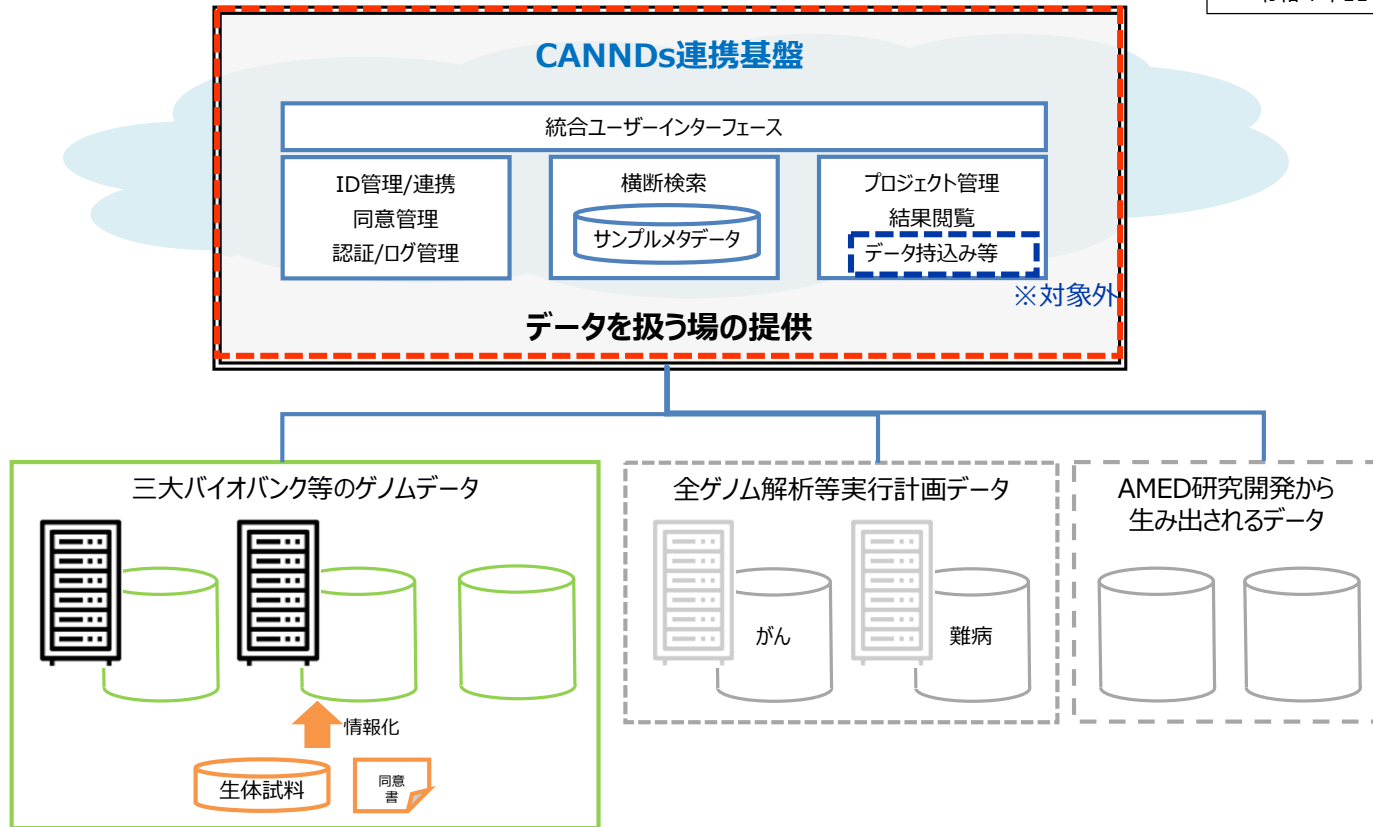 CANNDs連携基盤
統合ユーザーインターフェース
ID管理/連携
同意管理
認証/ログ管理
横断検索
サンプルメタデータ
プロジェクト管理
結果閲覧
データ持込み等
※対象外
データを扱う場の提供
三大バイオバンク等のゲノムデータ
情報化
生体試料
同意
書
全ゲノム解析等実行計画データ
がん
難病
AMED研究開発から
生み出されるデータ